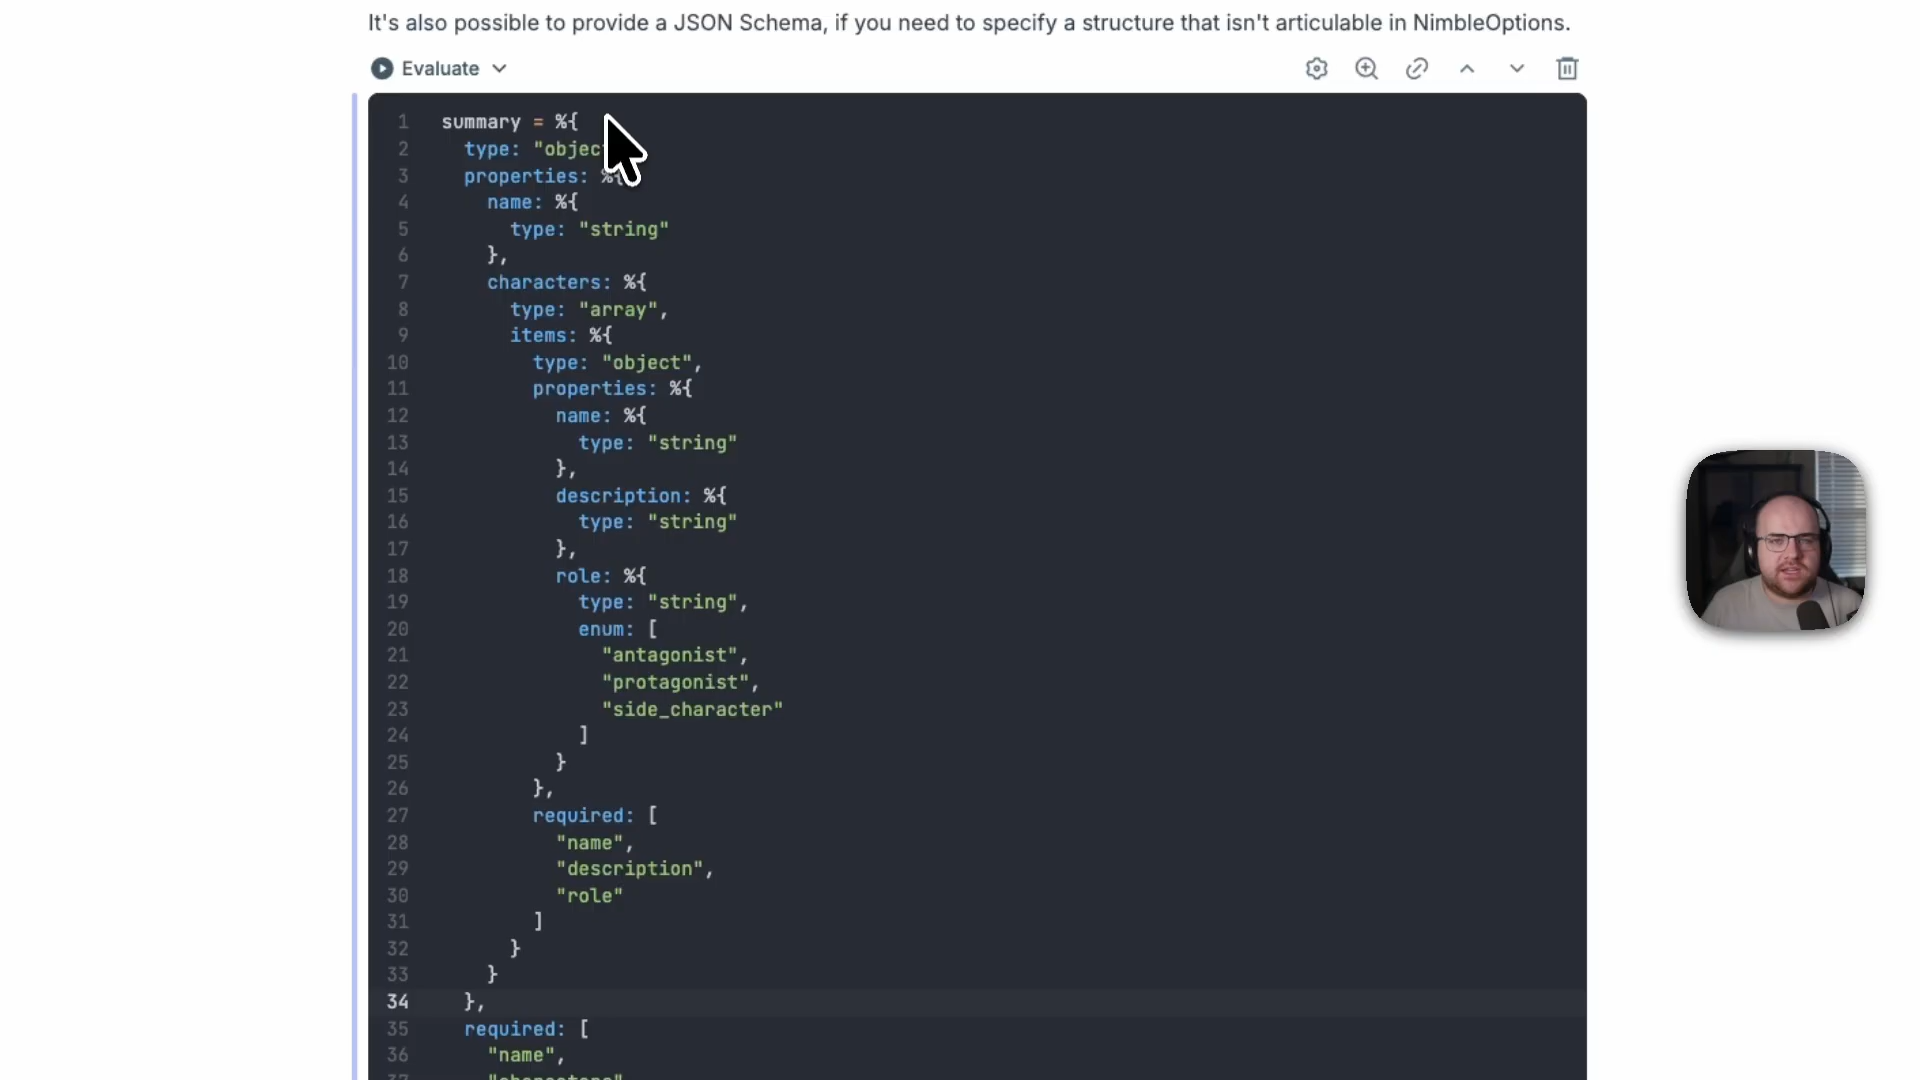 It's also possible to provide a JSON Schema, if you need to specify a structure that isn't articulable in NimbleOptions.
Evaluate
1 summary = %{
2 type: "objec
3 properties: %{
4 name: %{
5 type: "string"
6 },
7 characters: %{
8 type: "array",
9 items: %{
10 type: "object",
11 properties: %{
12 name: %{
13 type: "string"
14 },
15 description: %{
16 type: "string"
17 },
18 role: %{
19 type: "string",
20 enum: [
21 "antagonist",
22 "protagonist",
23 "side_character"
24 ]
25 }
26 },
27 required: [
28 "name",
29 "description",
30 "role"
31 ]
32 }
33 }
34 },
35 required: [
36 "name",